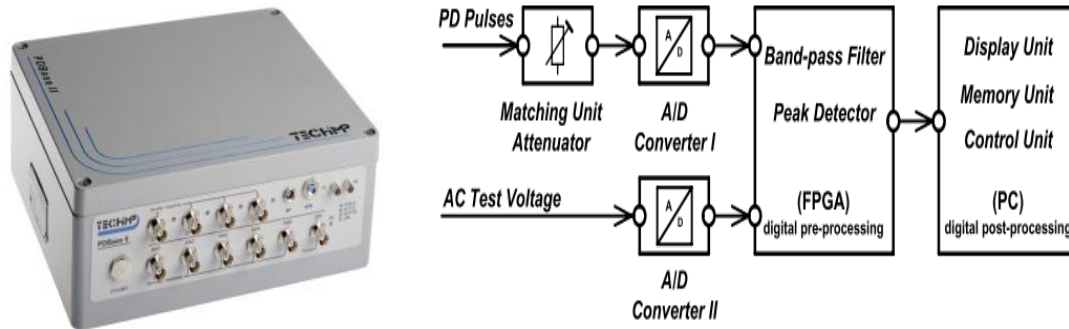 PDBase II
TECHIMP
TECHIMP
PDBase II
PD Pulses
Matching Unit
Attenuator
A
D
A/D
Converter I
AC Test Voltage
A
D
A/D
Converter II
Band-pass Filter
Peak Detector
(FPGA)
digital pre-processing
Display Unit
Memory Unit
Control Unit
(PC)
digital post-processing